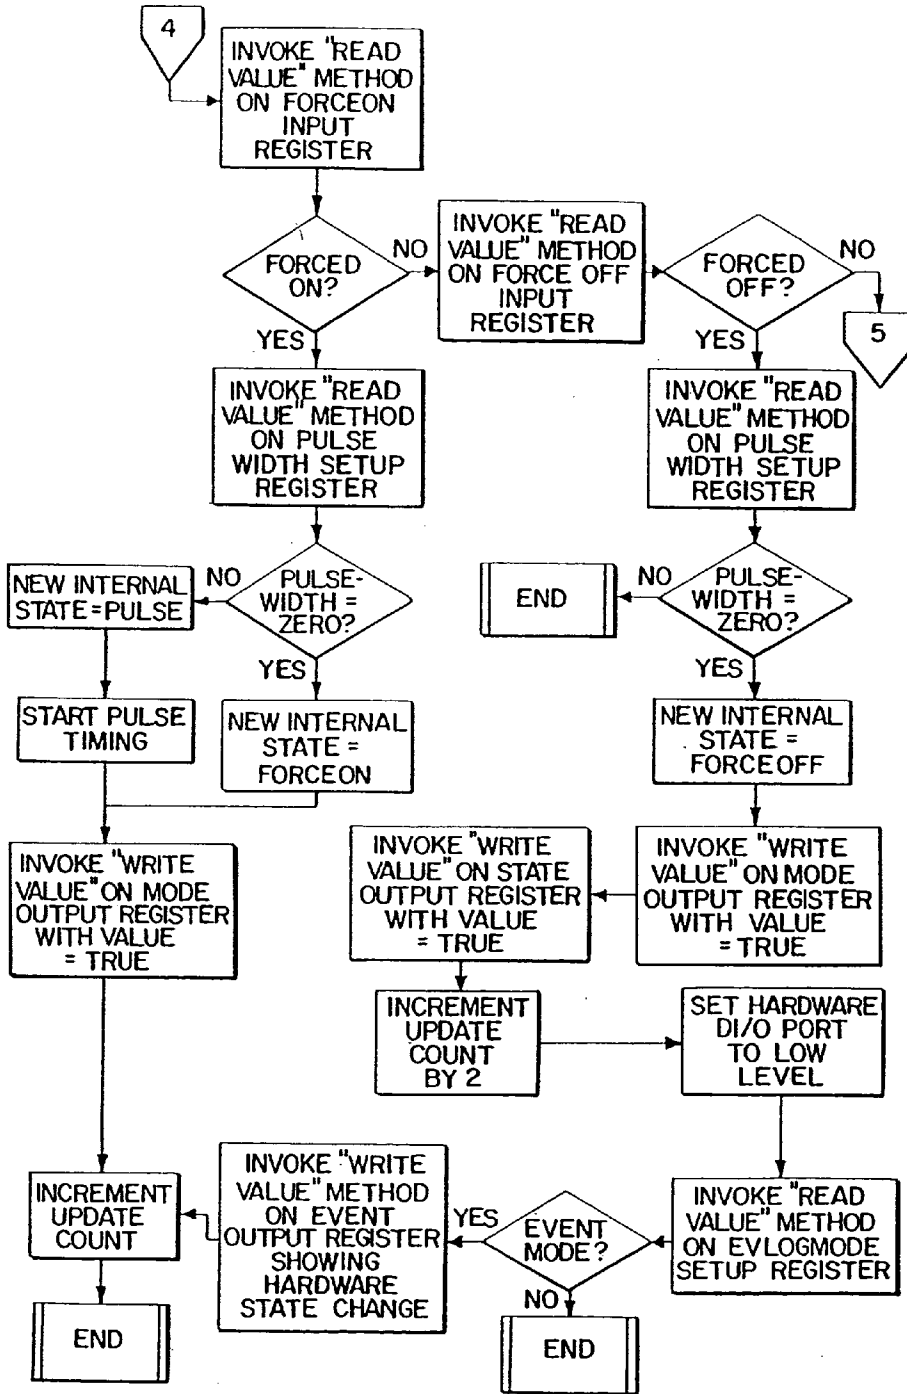 4
INVOKE "READ
VALUE" METHOD
ON FORCEON
INPUT
REGISTER
FORCED
ON?
NO
YES
INVOKE "READ
VALUE" METHOD
ON FORCE OFF
INPUT
REGISTER
FORCED
OFF?
NO
YES
5
INVOKE "READ
VALUE" METHOD
ON PULSE
WIDTH SETUP
REGISTER
INVOKE "READ
VALUE" METHOD
ON PULSE
WIDTH SETUP
REGISTER
PULSE-
WIDTH =
ZERO?
NO
YES
NEW INTERNAL
STATE=PULSE
START PULSE
TIMING
NEW INTERNAL
STATE =
FORCEON
PULSE-
WIDTH =
ZERO?
NO
YES
END
NEW INTERNAL
STATE =
FORCEOFF
INVOKE "WRITE
VALUE" ON MODE
OUTPUT REGISTER
WITH VALUE
= TRUE
INVOKE "WRITE
VALUE" ON STATE
OUTPUT REGISTER
WITH VALUE
= TRUE
INVOKE "WRITE
VALUE" ON MODE
OUTPUT REGISTER
WITH VALUE
= TRUE
INCREMENT
UPDATE
COUNT
BY 2
SET HARDWARE
DI/O PORT
TO LOW
LEVEL
INVOKE "READ
VALUE" METHOD
ON EVLOGMODE
SETUP REGISTER
EVENT
MODE?
YES
NO
END
INVOKE "WRITE
VALUE" METHOD
ON EVENT
OUTPUT REGISTER
SHOWING
HARDWARE
STATE CHANGE
INCREMENT
UPDATE
COUNT
END